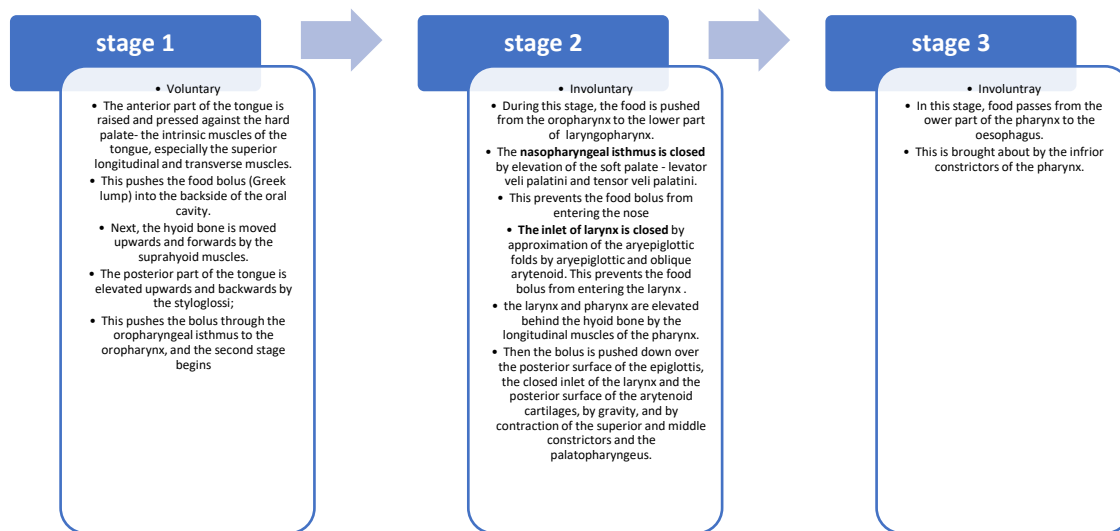 stage 1
• Voluntary
• The anterior part of the tongue is
raised and pressed against the hard
palate- the intrinsic muscles of the
tongue, especially the superior
longitudinal and transverse muscles.
• This pushes the food bolus (Greek
lump) into the backside of the oral
cavity.
• Next, the hyoid bone is moved
upwards and forwards by the
suprahyoid muscles.
• The posterior part of the tongue is
elevated upwards and backwards by
the styloglossi;
• This pushes the bolus through the
oropharyngeal isthmus to the
oropharynx, and the second stage
begins
stage 2
• Involuntary
• During this stage, the food is pushed
from the oropharynx to the lower part
of laryngopharynx.
• The nasopharyngeal isthmus is closed
by elevation of the soft palate - levator
veli palatini and tensor veli palatini.
• This prevents the food bolus from
entering the nose
• The inlet of larynx is closed by
approximation of the aryepiglottic
folds by aryepiglottic and oblique
arytenoid. This prevents the food
bolus from entering the larynx .
• the larynx and pharynx are elevated
behind the hyoid bone by the
longitudinal muscles of the pharynx.
• Then the bolus is pushed down over
the posterior surface of the epiglottis,
the closed inlet of the larynx and the
posterior surface of the arytenoid
cartilages, by gravity, and by
contraction of the superior and middle
constrictors and the
palatopharyngeus.
stage 3
• Involuntray
• In this stage, food passes from the
ower part of the pharynx to the
oesophagus.
• This is brought about by the infrior
constrictors of the pharynx.